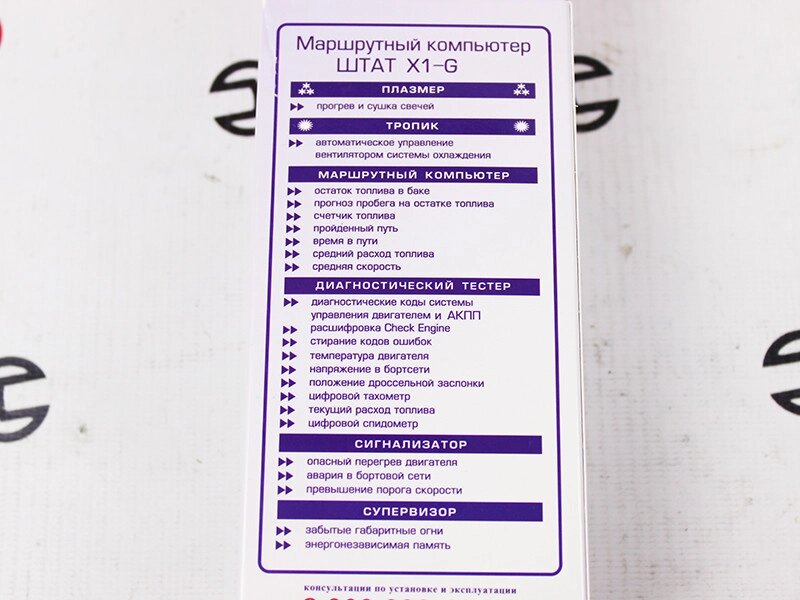 Маршрутный компьютер
ШТАТ X1-G
ПЛАЗМЕР
прогрев и сушка свечей
ТРОПИК
автоматическое управление
вентилятором системы охлаждения
МАРШРУТНЫЙ КОМПЬЮТЕР
остаток топлива в баке
прогноз пробега на остатке топлива
счетчик топлива
пройденный путь
время в пути
средний расход топлива
средняя скорость
ДИАГНОСТИЧЕСКИЙ ТЕСТЕР
диагностические коды системы
управления двигателем и АКПП
расшифровка Check Engine
стирание кодов ошибок
температура двигателя
напряжение в бортсети
положение дроссельной заслонки
цифровой тахометр
текущий расход топлива
цифровой спидометр
СИГНАЛИЗАТОР
опасный перегрев двигателя
авария в бортовой сети
превышение порога скорости
СУПЕРВИЗОР
забытые габаритные огни
энергонезависимая память
консультации по установке и эксплуатации